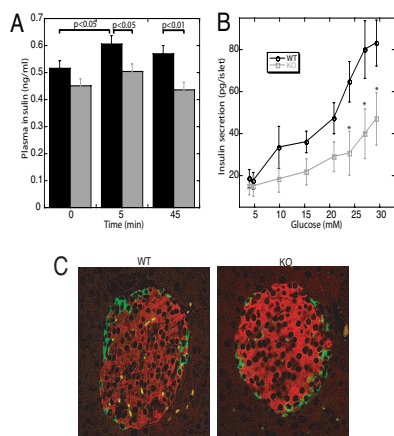 A
p<0.05
p<0.05
p<0.01
Plasma insulin (ng/ml)
0.7
0.6
0.5
0.4
0.3
0.2
0.1
0
0
5
45
Time (min)
B
WT
KO
Insulin secretion (pg/islet)
80
60
40
20
*
*
*
5
10
15
20
25
30
Glucose (mM)
C
WT
KO